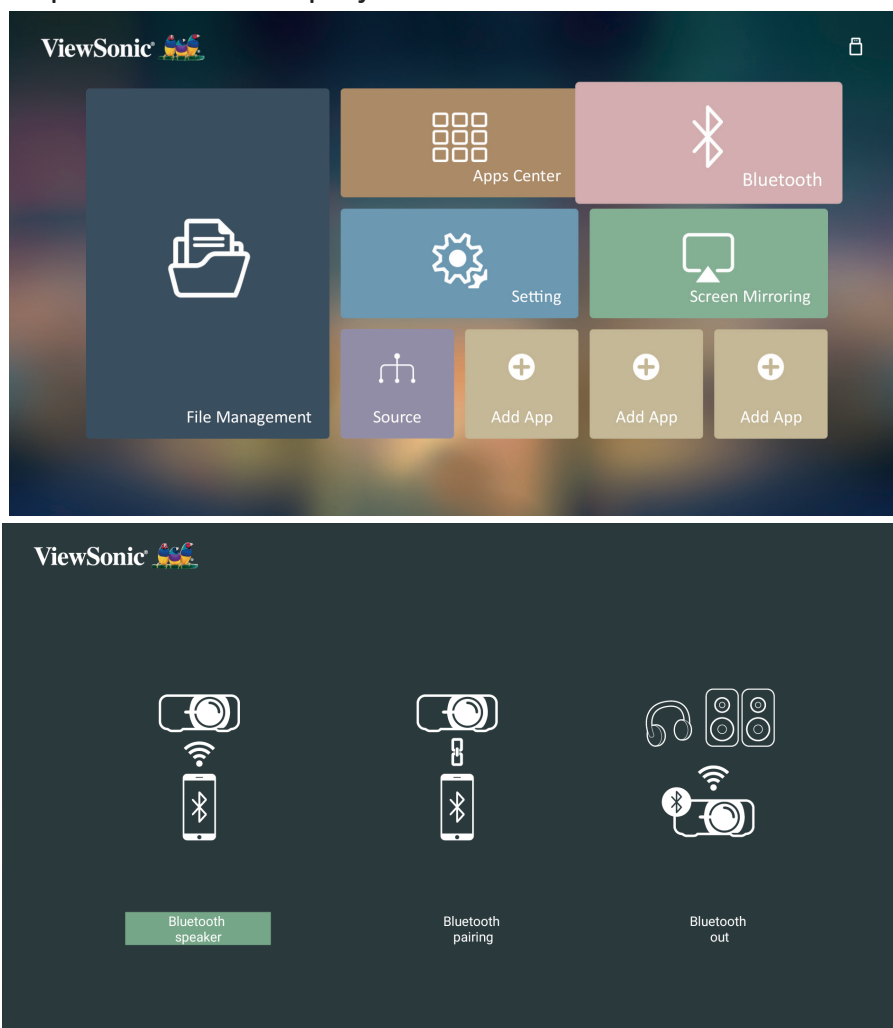 ViewSonic®
Apps Center
Bluetooth
Setting
Screen Mirroring
File Management
Source
Add App
Add App
Add App
ViewSonic®
Bluetooth
speaker
Bluetooth
pairing
Bluetooth
out